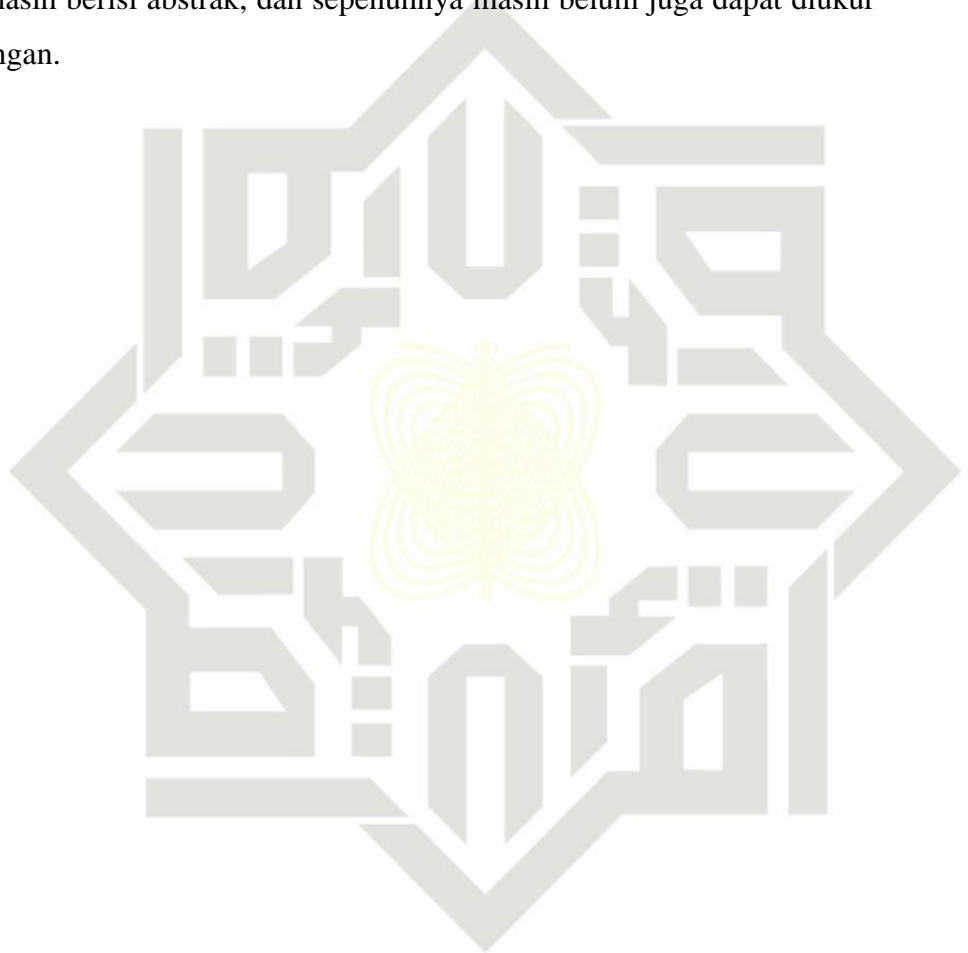 masih berisi abstrak, dan sepenuhnya masih belum juga dapat diukur
ngan.